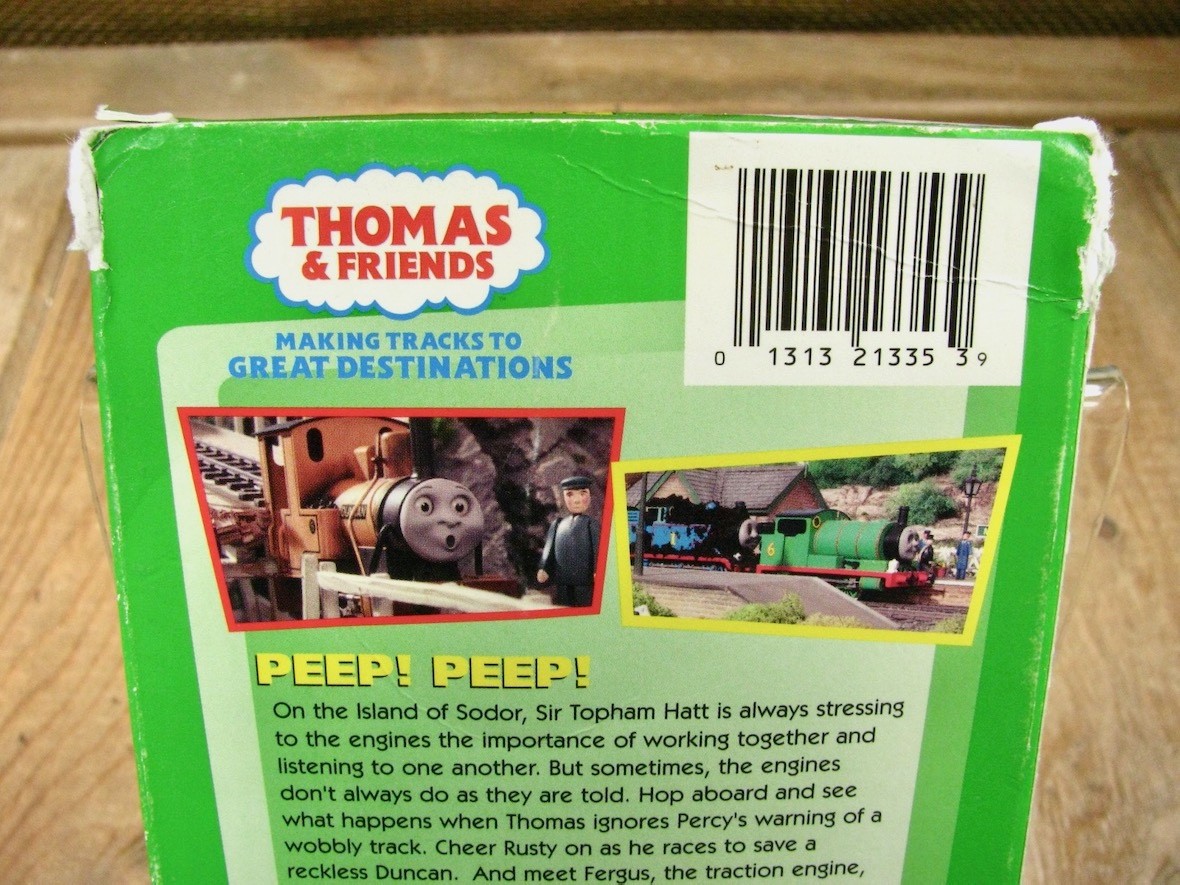 THOMAS
& FRIENDS
MAKING TRACKS TO
GREAT DESTINATIONS
0 1313 21335 3 9
6
1
PEEP! PEEP!
On the Island of Sodor, Sir Topham Hatt is always stressing
to the engines the importance of working together and
listening to one another. But sometimes, the engines
don't always do as they are told. Hop aboard and see
what happens when Thomas ignores Percy's warning of a
wobbly track. Cheer Rusty on as he races to save a
reckless Duncan. And meet Fergus, the traction engine,